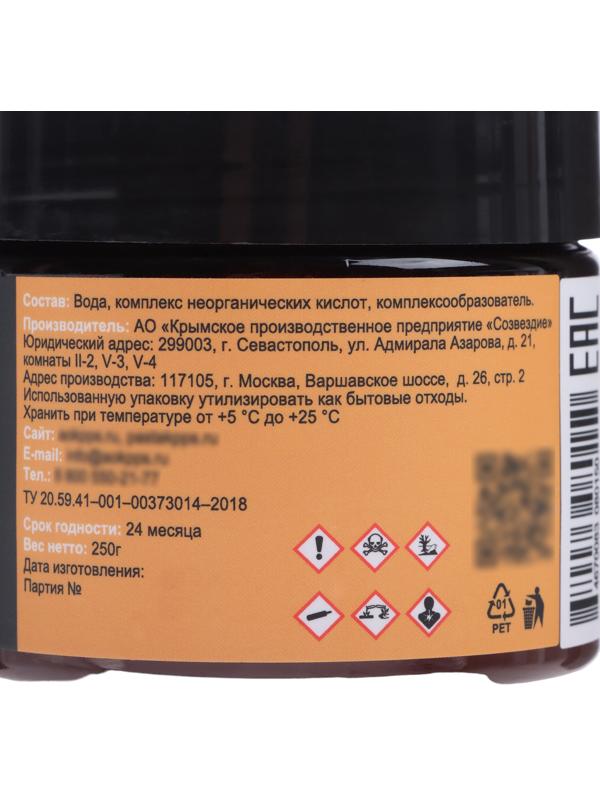 Состав: Вода, комплекс неорганических кислот, комплексообразователь.
Производитель: АО «Крымское производственное предприятие «Созвездие»
Юридический адрес: 299003, г. Севастополь, ул. Адмирала Азарова, д. 21,
комнаты II-2, V-3, V-4
Адрес производства: 117105, г. Москва, Варшавское шоссе, д. 26, стр. 2
Использованную упаковку утилизировать как бытовые отходы.
Хранить при температуре от +5 °С до +25 °С
Сайт:
E-mail:
Тел.:
ТУ 20.59.41–001–00373014–2018
Срок годности: 24 месяца
Вес нетто: 250г
Дата изготовления:
Партия №
01
PET
EAC
4670083 080150